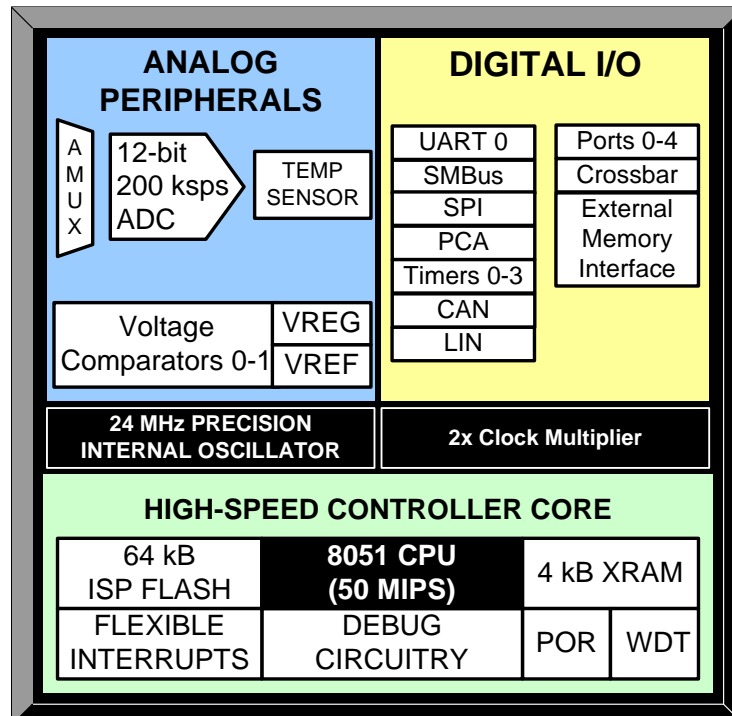 ANALOG
PERIPHERALS
A
M
U
X
12-bit
200 ksps
ADC
TEMP
SENSOR
Voltage
Comparators 0-1
VREG
VREF
DIGITAL I/O
UART 0
SMBus
SPI
PCA
Timers 0-3
CAN
LIN
Ports 0-4
Crossbar
External
Memory
Interface
24 MHz PRECISION
INTERNAL OSCILLATOR
2x Clock Multiplier
HIGH-SPEED CONTROLLER CORE
64 kB
ISP FLASH
8051 CPU
(50 MIPS)
4 kB XRAM
FLEXIBLE
INTERRUPTS
DEBUG
CIRCUITRY
POR
WDT